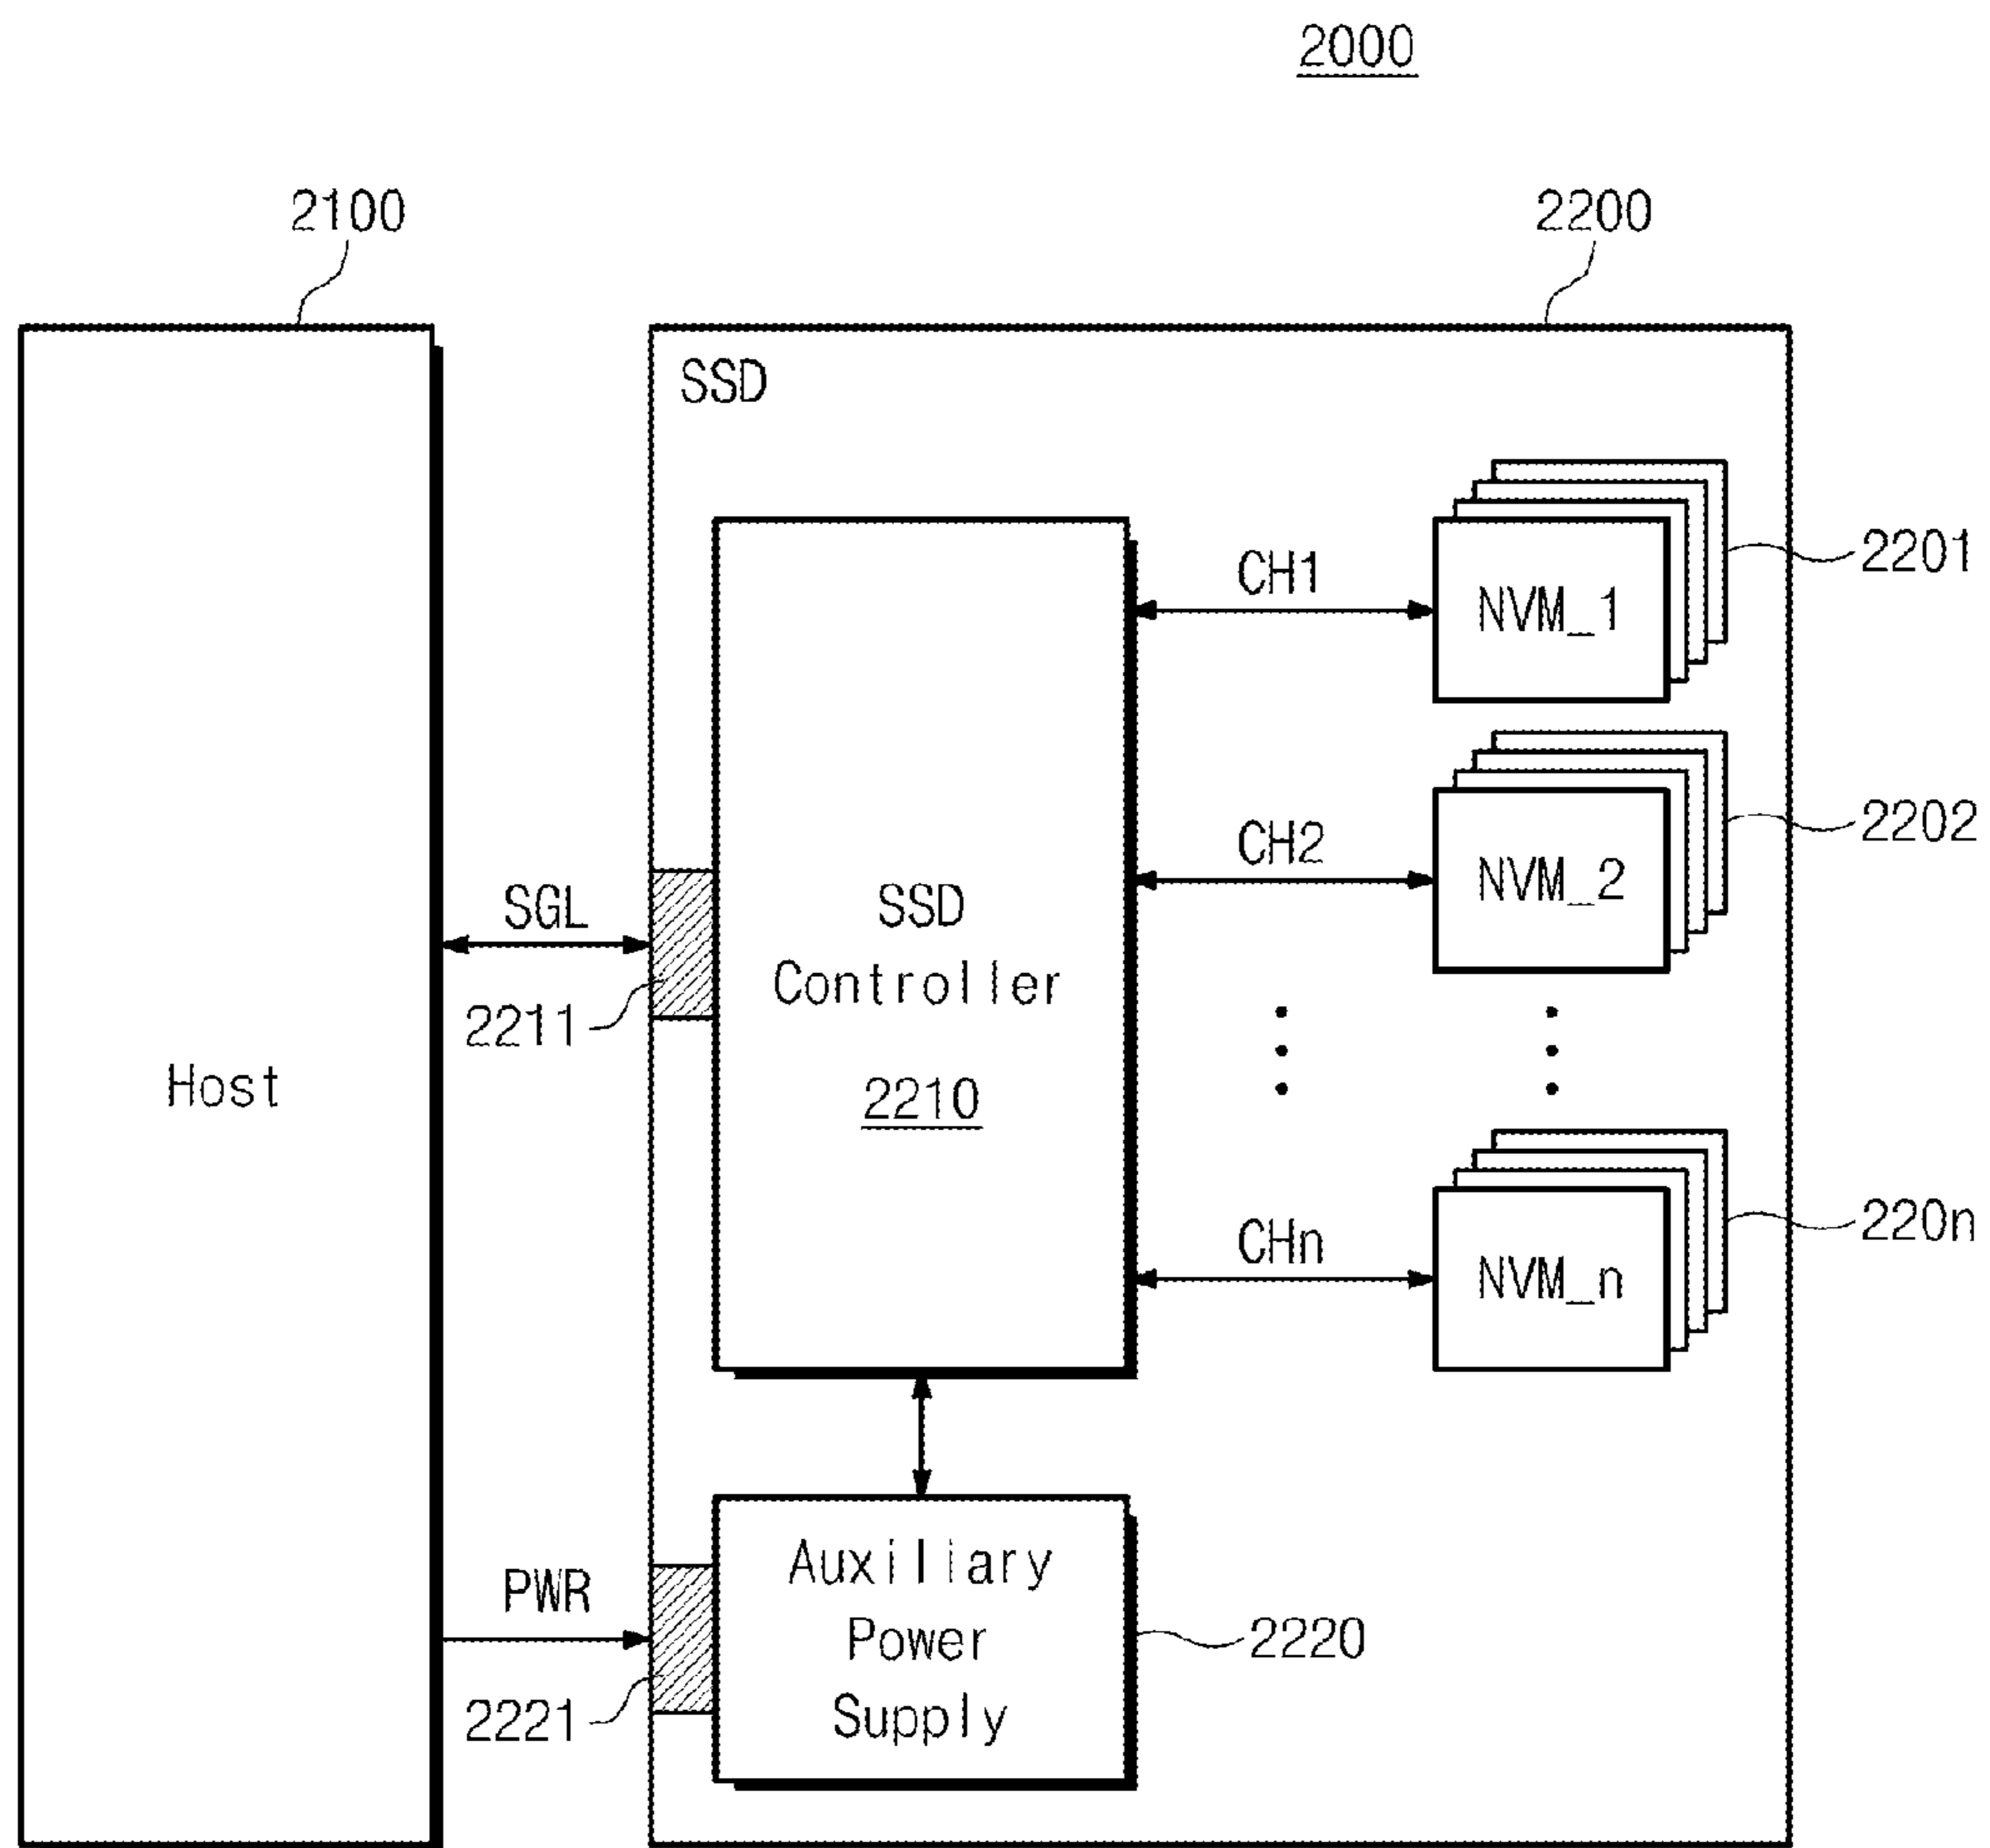 2000
2100
2200
SSD
2201
CH1
NVM_1
2202
CH2
NVM_2
SGL
SSD
Controller
2210
2211
Host
220n
CHn
NVM_n
PWR
Auxiliary
Power
Supply
2220
2221